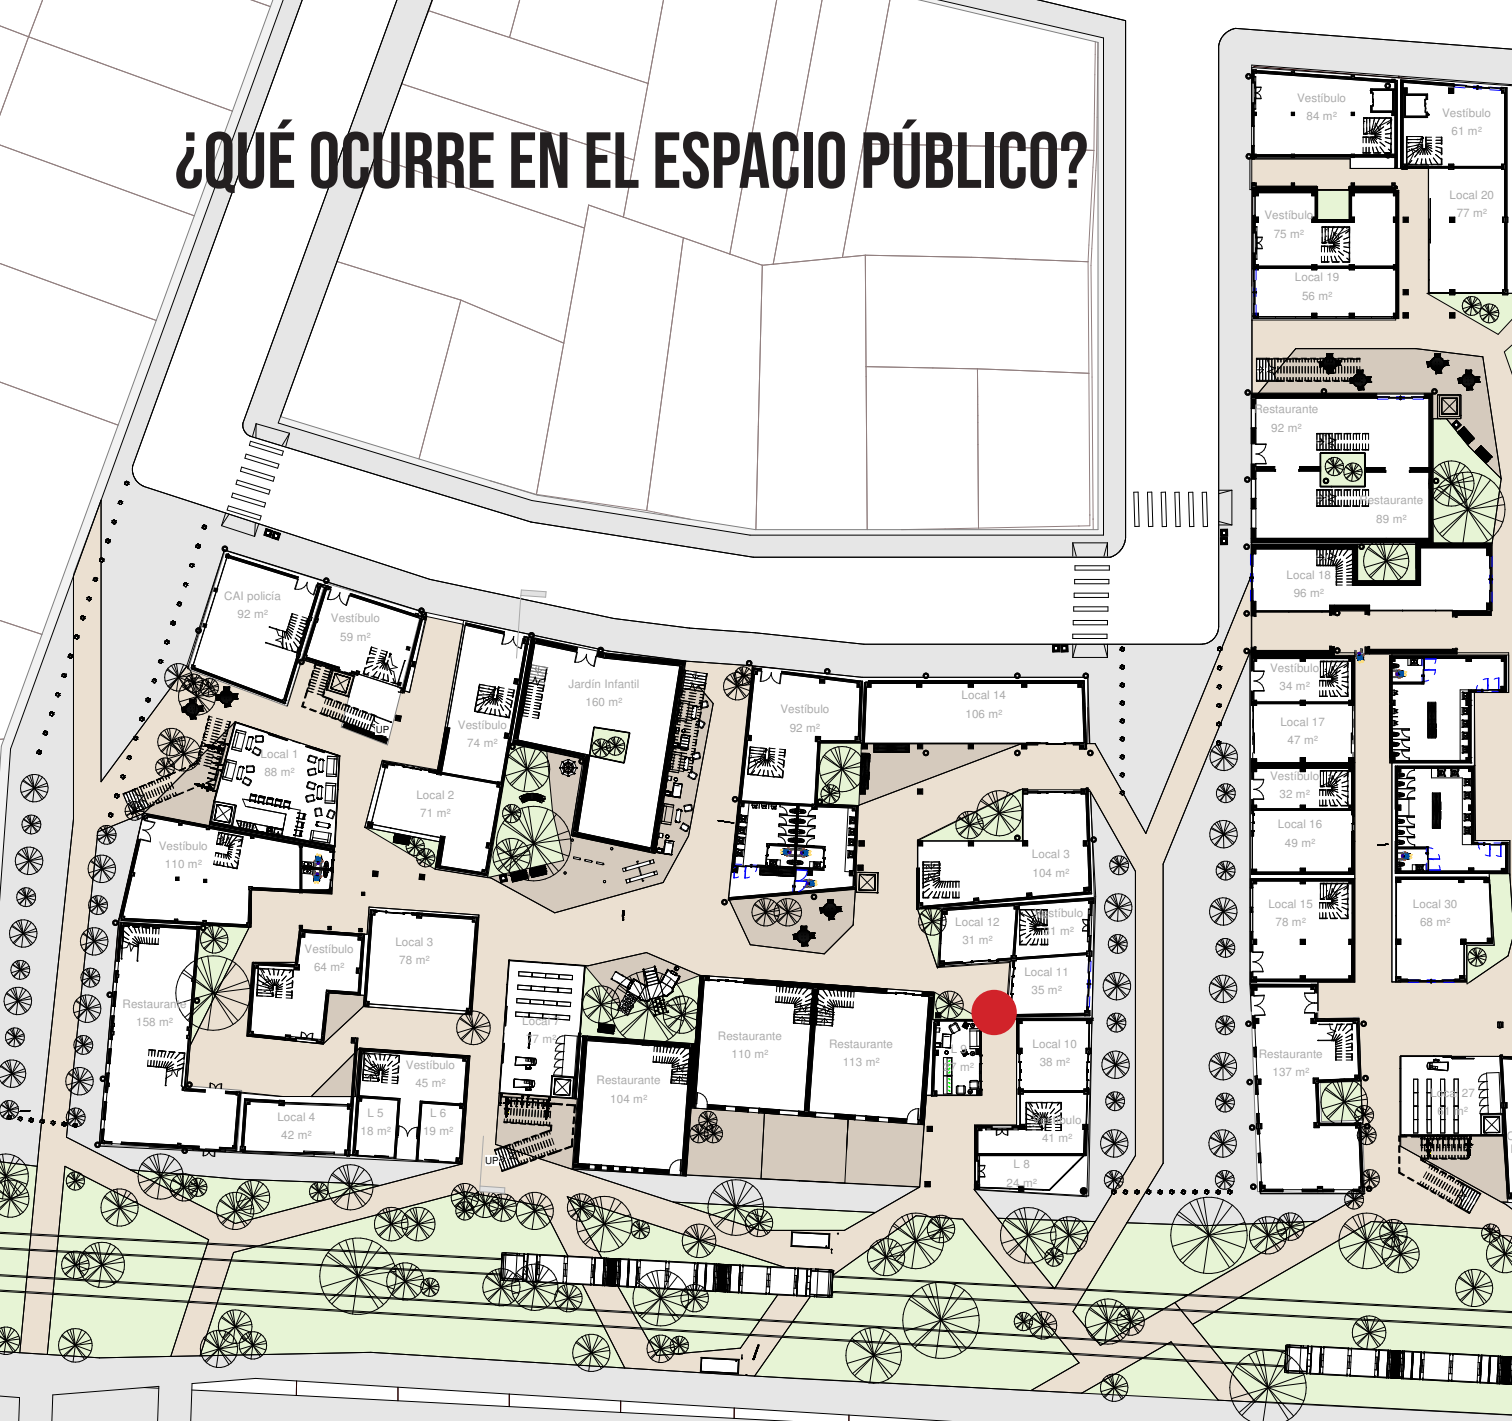 ¿QUÉ OCURRE EN EL ESPACIO PÚBLICO?
Vestíbulo
84 m²
Vestíbulo
61 m²
Local 20
77 m²
Vestíbulo
75 m²
Local 19
56 m²
Restaurante
92 m²
Restaurante
89 m²
Local 18
96 m²
CAI policía
92 m²
Vestíbulo
59 m²
UP
Vestíbulo
74 m²
Jardín Infantil
160 m²
Vestíbulo
92 m²
Local 14
106 m²
Vestíbulo
34 m²
Local 17
47 m²
Vestíbulo
32 m²
Local 16
49 m²
Local 15
78 m²
Local 30
68 m²
Local 1
88 m²
Local 2
71 m²
Vestíbulo
110 m²
Local 3
104 m²
Local 12
31 m²
Local 11
35 m²
Local 10
38 m²
Vestíbulo
64 m²
Local 3
78 m²
Restaurante
158 m²
Restaurante
110 m²
Restaurante
113 m²
Restaurante
104 m²
Restaurante
137 m²
Vestíbulo
45 m²
Local 4
42 m²
L 5
18 m²
L 6
19 m²
UP
41 m²
L 8
24 m²